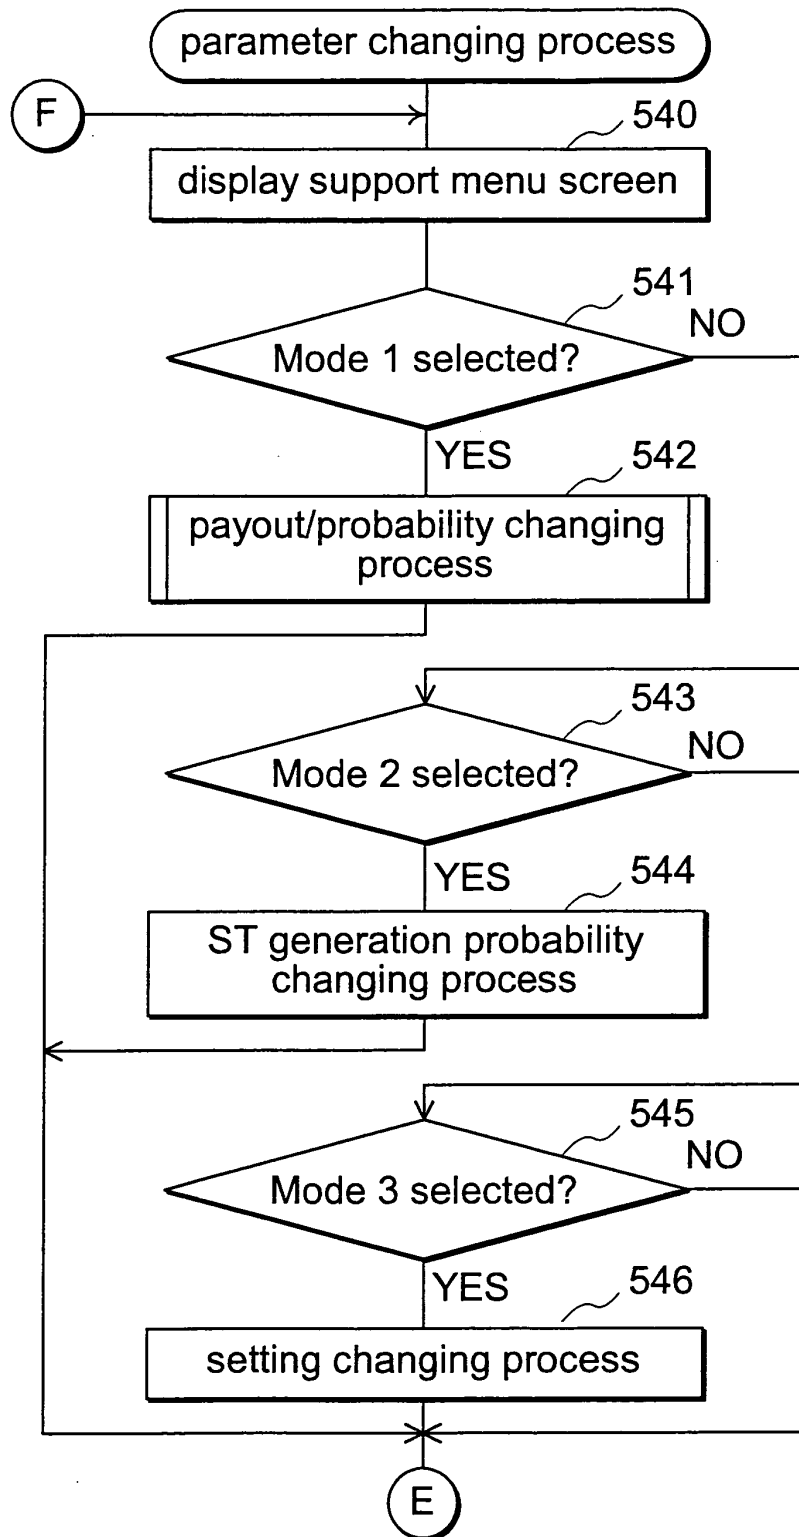 parameter changing process
F
540
display support menu screen
541
NO
Mode 1 selected?
YES
542
payout/probability changing
process
543
NO
Mode 2 selected?
YES
544
ST generation probability
changing process
545
NO
Mode 3 selected?
YES
546
setting changing process
E